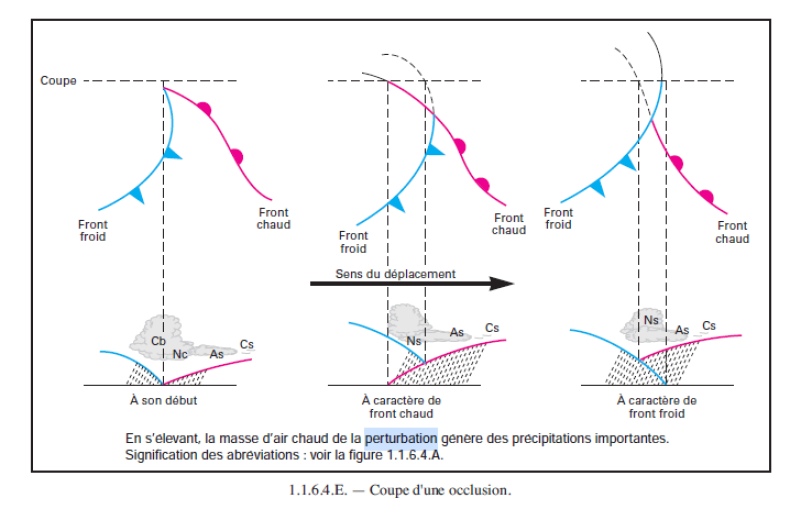 Coupe
Front
froid
Front
chaud
Front
froid
Front
chaud
Front
froid
Front
chaud
Sens du déplacement
Cb
Nc
As
Cs
Ns
As
Cs
Ns
As
Cs
À son début
À caractère de
front chaud
À caractère de
front froid
En s'élevant, la masse d'air chaud de la perturbation génère des précipitations importantes.
Signification des abréviations : voir la figure 1.1.6.4.A.
1.1.6.4.E. — Coupe d'une occlusion.